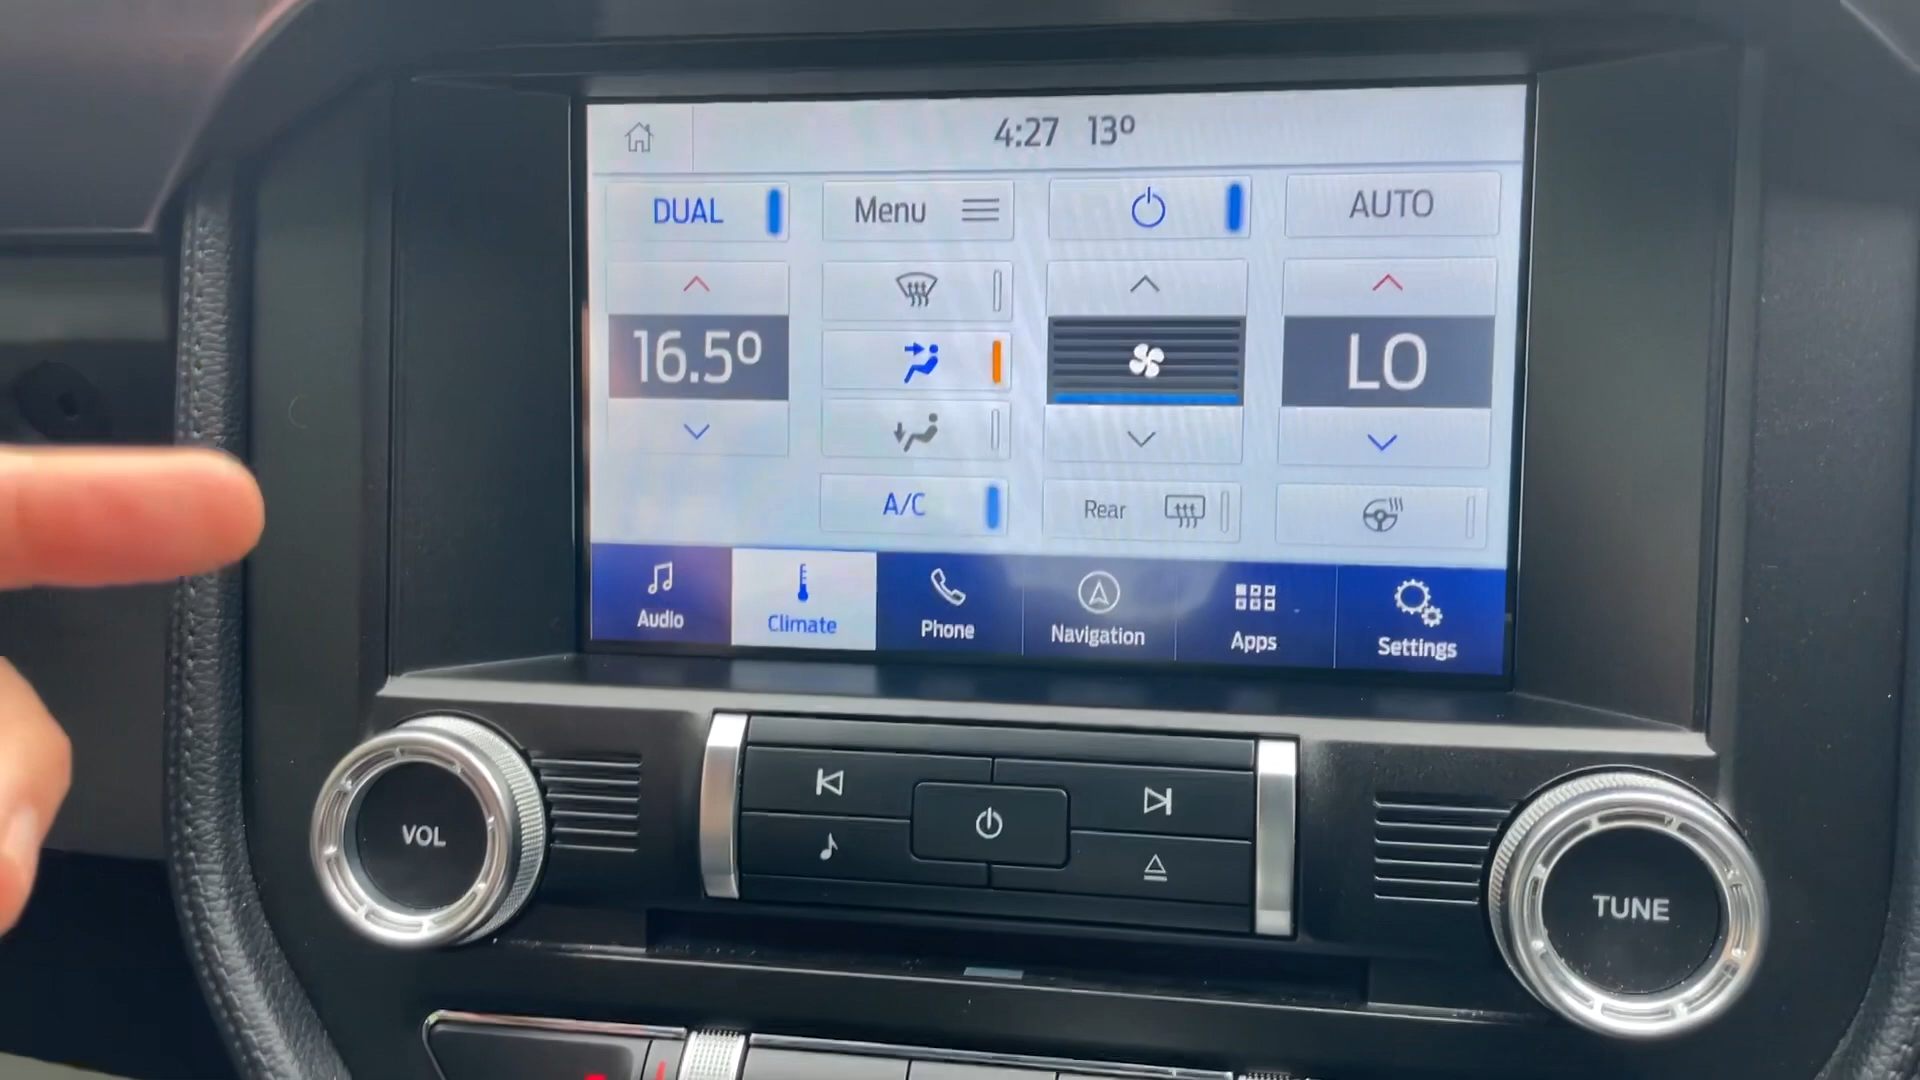 4:27 13º
DUAL
Menu
AUTO
16.5º
LO
A/C
Rear
Audio
Climate
Phone
Navigation
Apps
Settings
VOL
TUNE